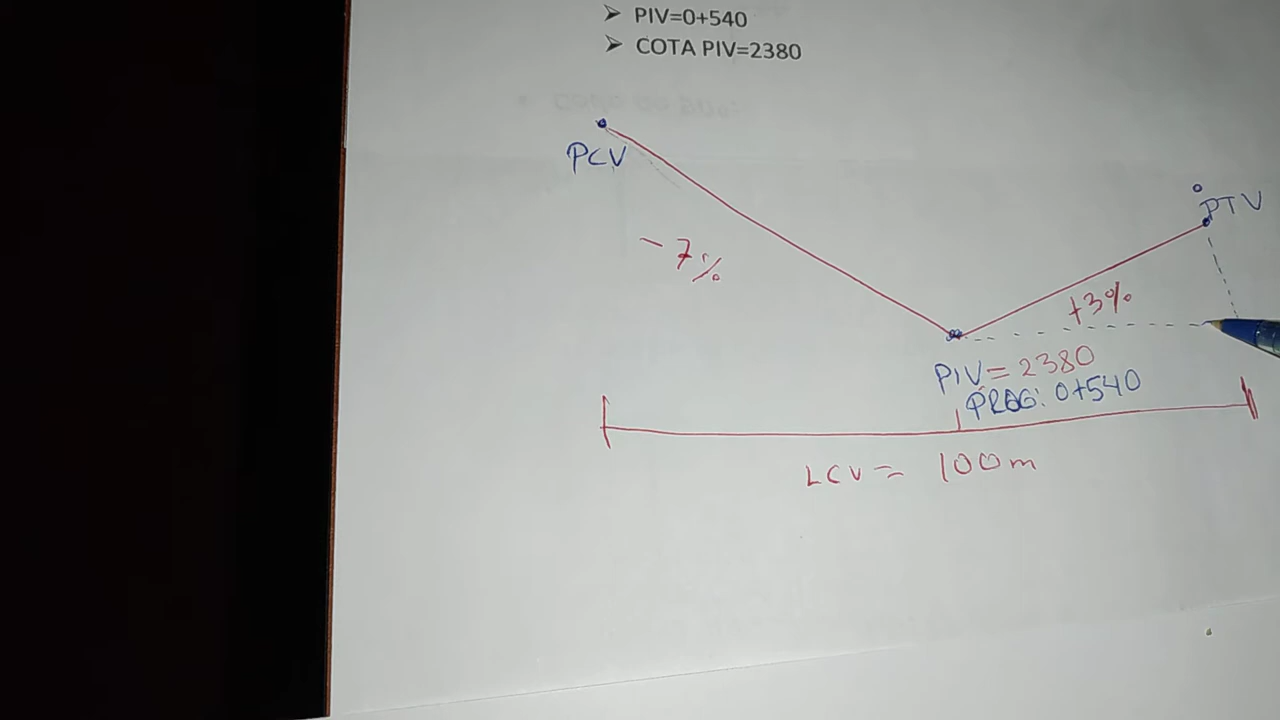 ➢ PIV=0+540
➢ COTA PIV=2380
PCV
PTV
-7%
+3%
PIV=2380
PROG: 0+540
LCV= 100m